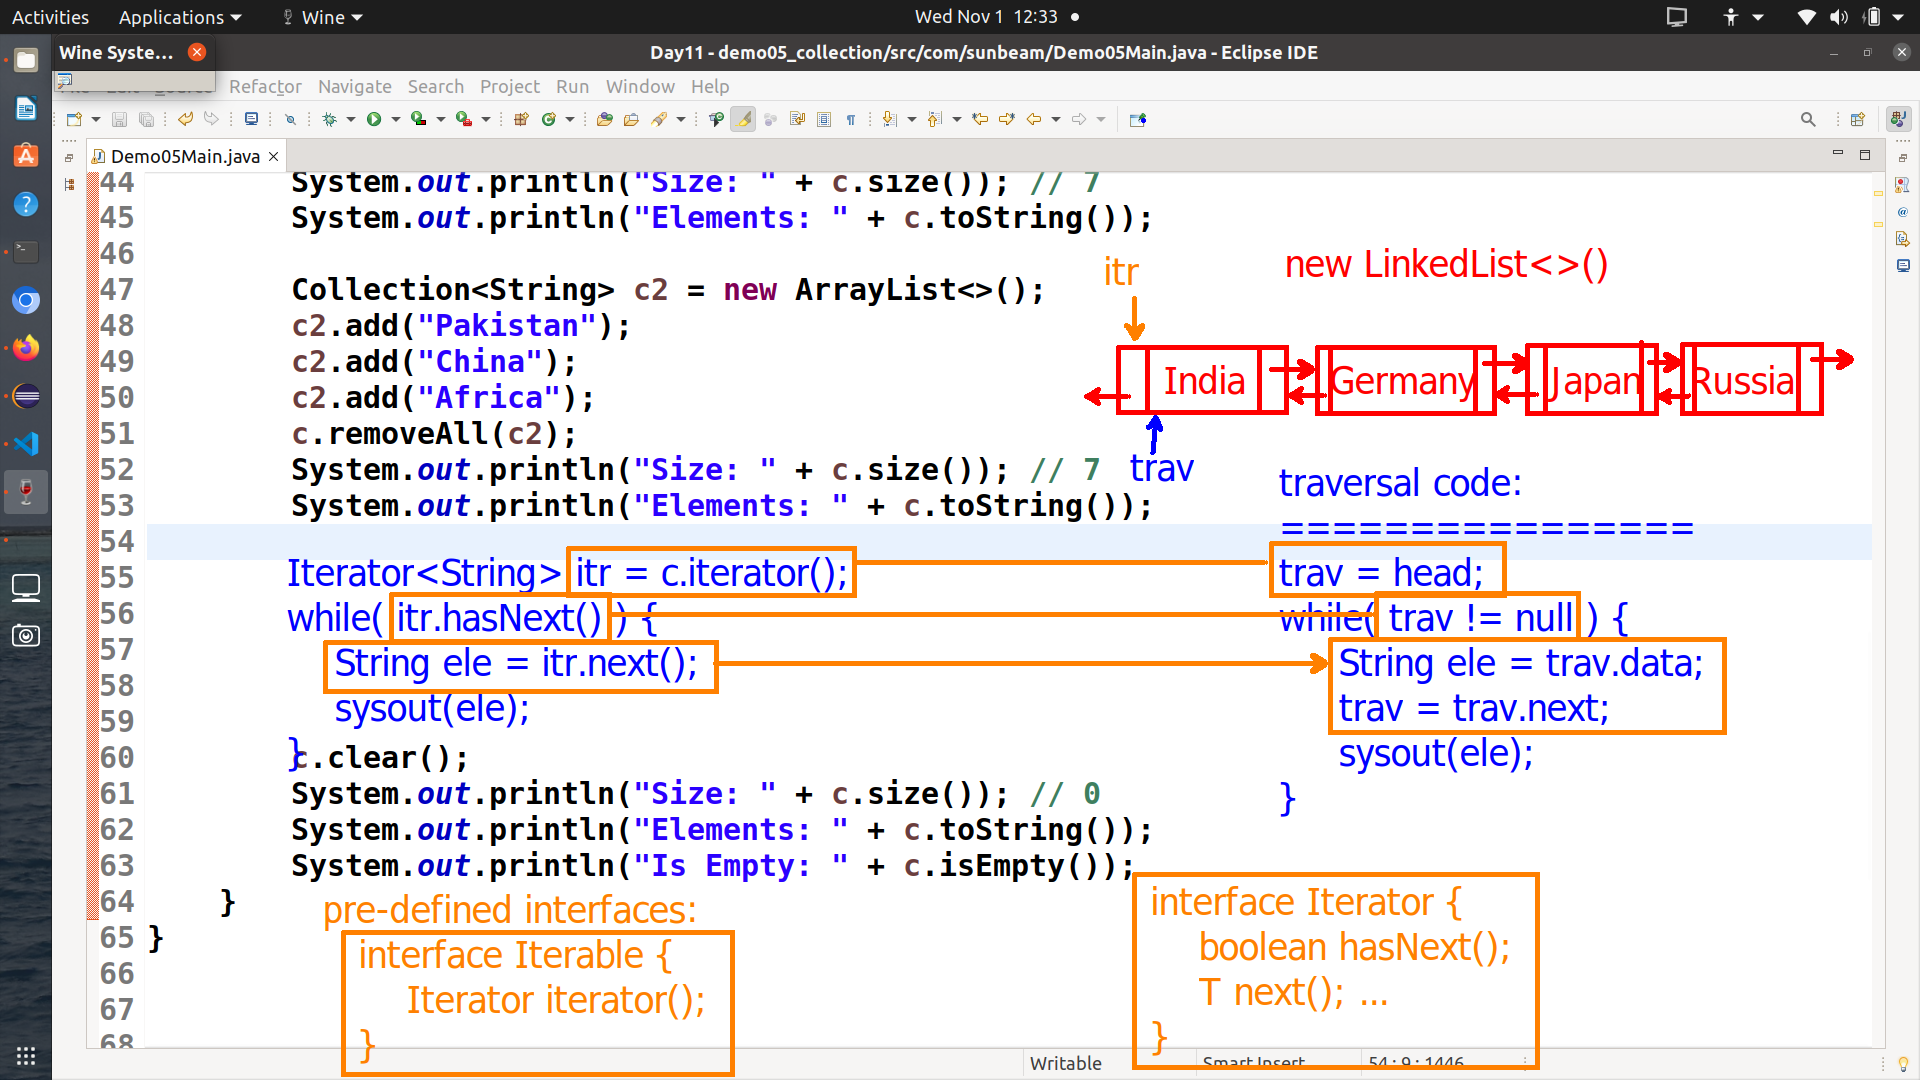 Activities Applications Wine Wed Nov 1 12:33
Wine Syste...
Day11 - demo05_collection/src/com/sunbeam/Demo05Main.java - Eclipse IDE
Refactor Navigate Search Project Run Window Help
Demo05Main.java
44 System.out.println("Size: " + c.size()); // 7
45 System.out.println("Elements: " + c.toString());
46
itr
new LinkedList<>()
47 Collection<String> c2 = new ArrayList<>();
48 c2.add("Pakistan");
49 c2.add("China");
India Germany Japan Russia
50 c2.add("Africa");
51 c.removeAll(c2);
52 System.out.println("Size: " + c.size()); // 7
trav
traversal code:
53 System.out.println("Elements: " + c.toString());
================
54
55 Iterator<String> itr = c.iterator(); trav = head;
56 while( itr.hasNext() ) { while( trav != null ) {
57 String ele = itr.next(); String ele = trav.data;
58
59 sysout(ele); trav = trav.next;
}
60 c.clear();
sysout(ele);
61 System.out.println("Size: " + c.size()); // 0
}
62 System.out.println("Elements: " + c.toString());
63 System.out.println("Is Empty: " + c.isEmpty());
64 }
pre-defined interfaces:
interface Iterator {
65 }
interface Iterable {
boolean hasNext();
66
67
Iterator iterator();
T next(); ...
68
}
}
Writable Smart Insert 54 : 9 : 1446